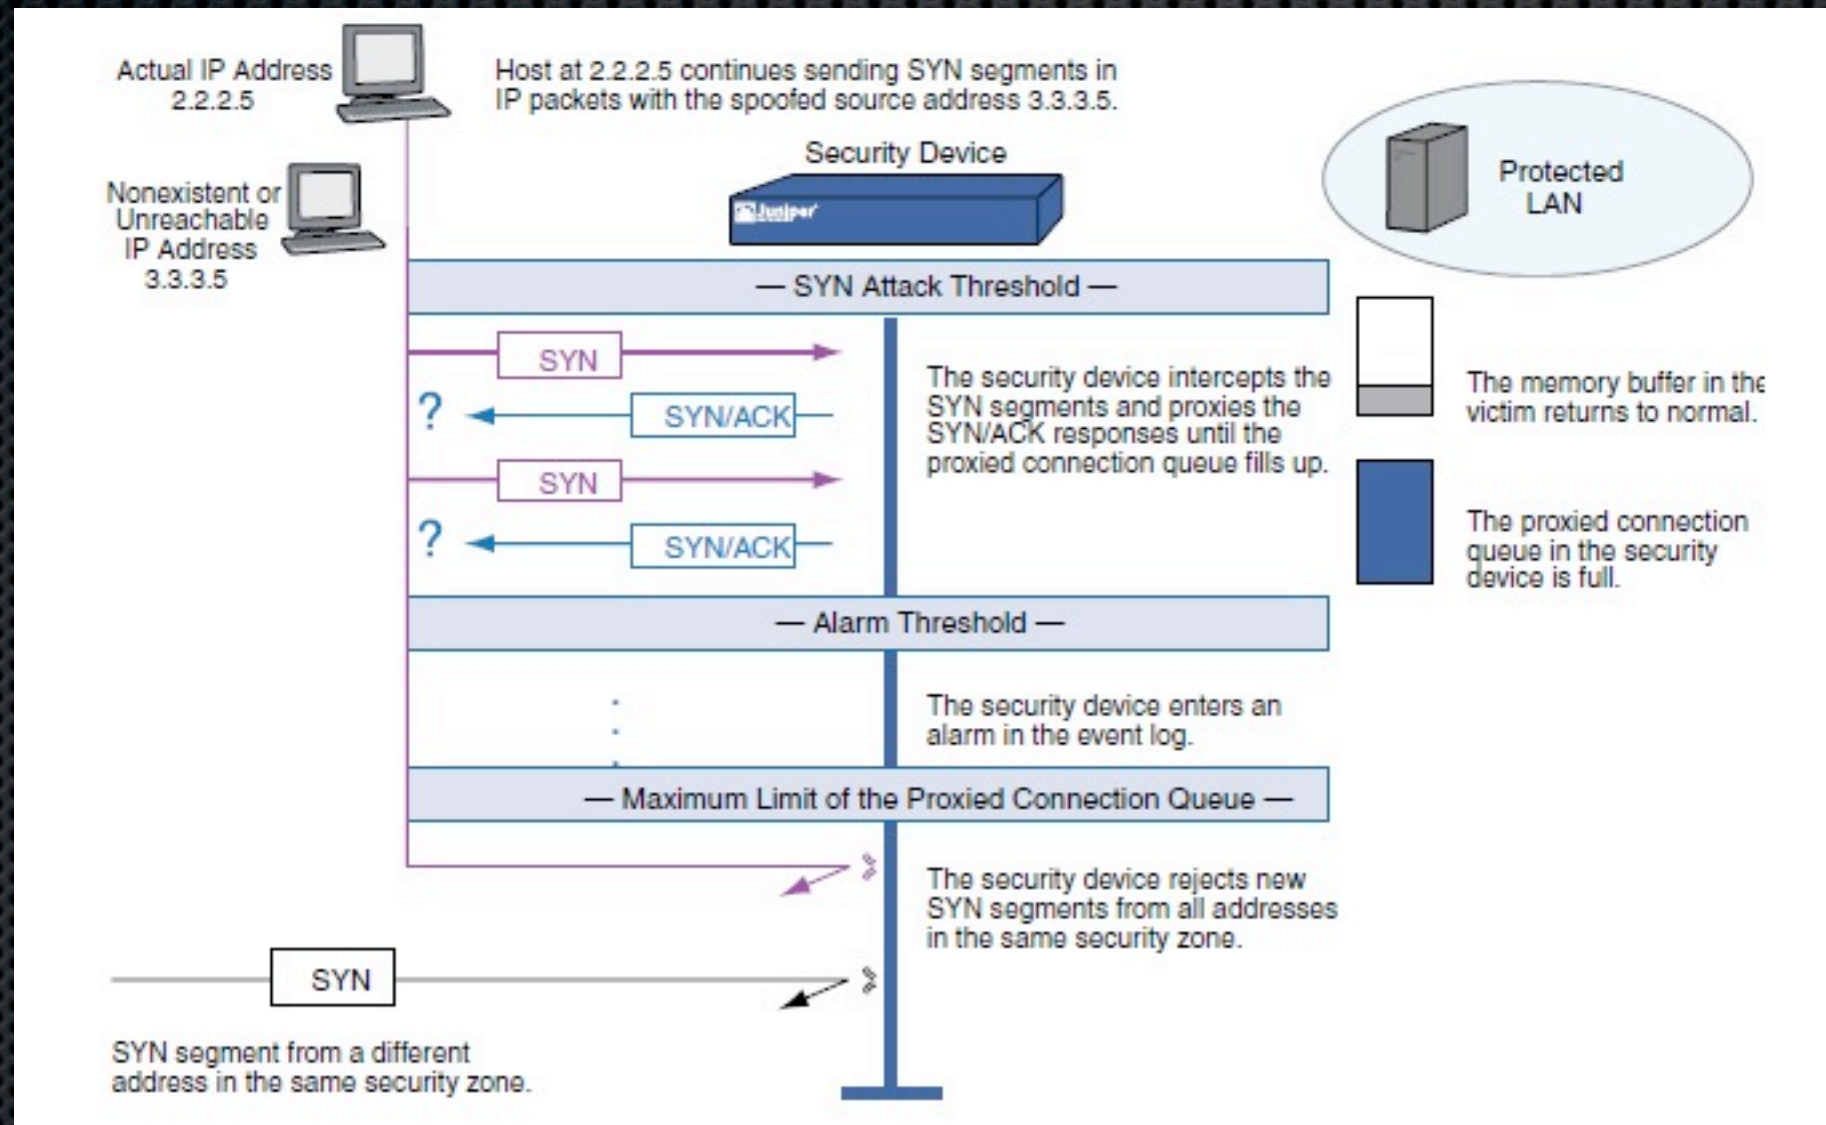 Actual IP Address
2.2.2.5
Host at 2.2.2.5 continues sending SYN segments in
IP packets with the spoofed source address 3.3.3.5.
Security Device
Juniper
Nonexistent or
Unreachable
IP Address
3.3.3.5
Protected
LAN
— SYN Attack Threshold —
SYN
? SYN/ACK
SYN
? SYN/ACK
The security device intercepts the
SYN segments and proxies the
SYN/ACK responses until the
proxied connection queue fills up.
The memory buffer in the
victim returns to normal.
The proxied connection
queue in the security
device is full.
— Alarm Threshold —
The security device enters an
alarm in the event log.
— Maximum Limit of the Proxied Connection Queue —
The security device rejects new
SYN segments from all addresses
in the same security zone.
SYN
SYN segment from a different
address in the same security zone.